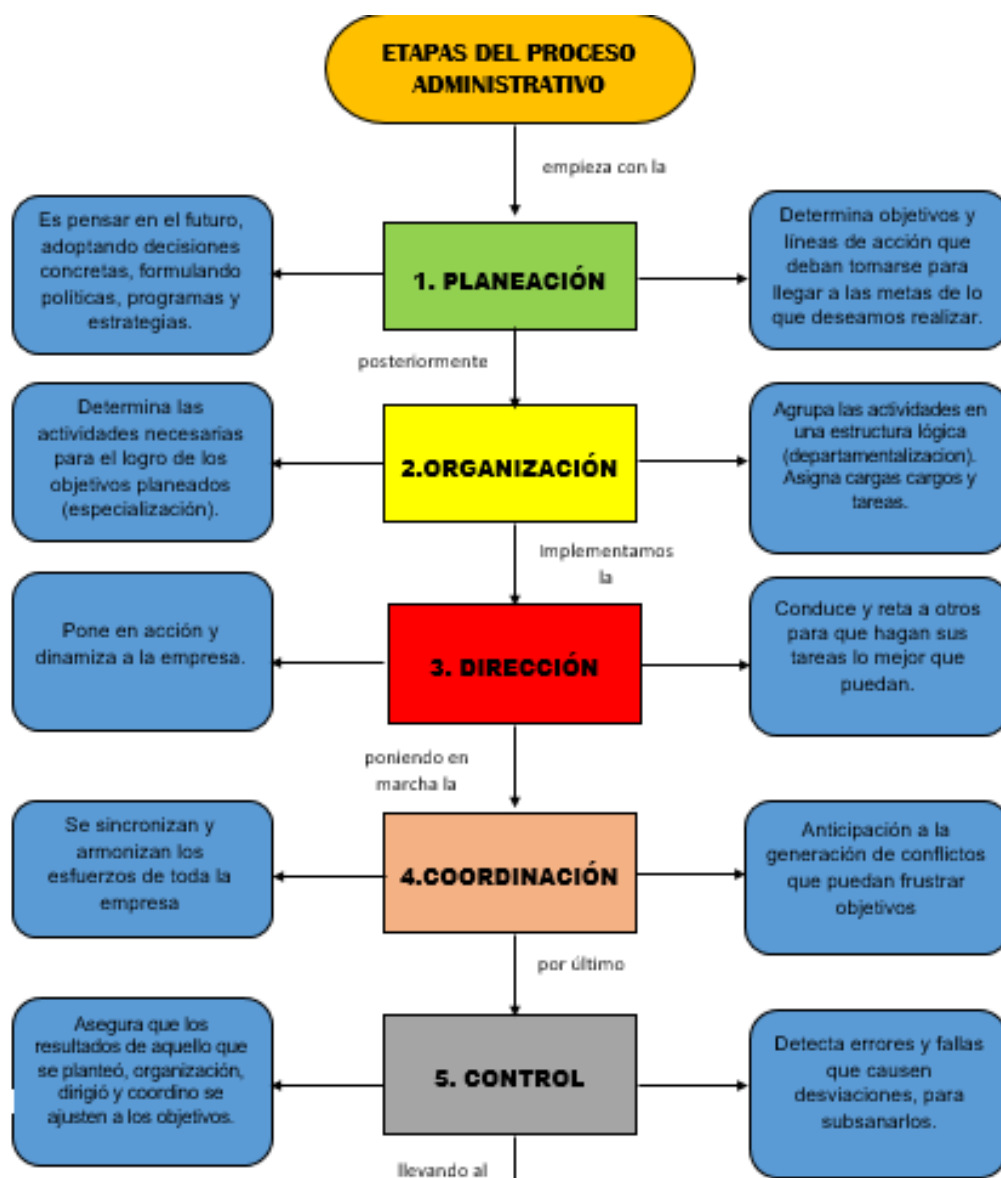 ETAPAS DEL PROCESO
ADMINISTRATIVO
empieza con la
Es pensar en el futuro,
adoptando decisiones
concretas, formulando
políticas, programas y
estrategias.
1. PLANEACIÓN
Determina objetivos y
líneas de acción que
deban tomarse para
llegar a las metas de lo
que deseamos realizar.
posteriormente
Determina las
actividades necesarias
para el logro de los
objetivos planeados
(especialización).
2.ORGANIZACIÓN
Agrupa las actividades en
una estructura lógica
(departamentalizacion).
Asigna cargas cargos y
tareas.
Implementamos
la
Pone en acción y
dinamiza a la empresa.
3. DIRECCIÓN
Conduce y reta a otros
para que hagan sus
tareas lo mejor que
puedan.
poniendo en
marcha la
Se sincronizan y
armonizan los
esfuerzos de toda la
empresa
4.COORDINACIÓN
Anticipación a la
generación de conflictos
que puedan frustrar
objetivos
por último
Asegura que los
resultados de aquello que
se planteó, organización,
dirigió y coordino se
ajusten a los objetivos.
5. CONTROL
Detecta errores y fallas
que causen
desviaciones, para
subsanarlos.
llevando al